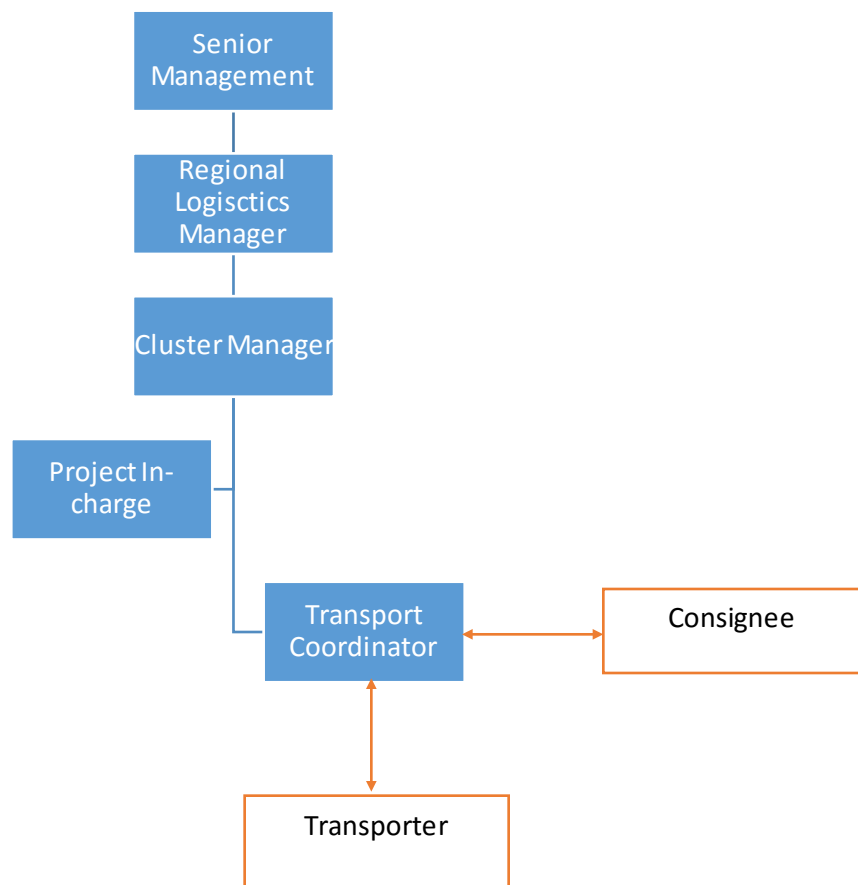 Senior
Management
Regional
Logisctics
Manager
Cluster Manager
Project In-
charge
Transport
Coordinator
Consignee
Transporter